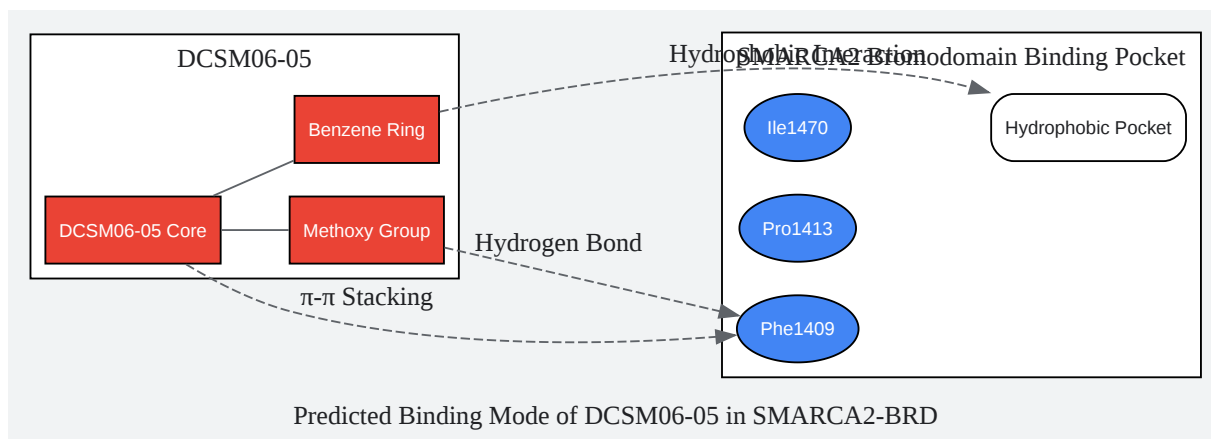 DCSM06-05
Hydrophobic Interaction
SMARCA2 Bromodomain Binding Pocket
Benzene Ring
Ile1470
Hydrophobic Pocket
DCSM06-05 Core
Methoxy Group
Pro1413
Hydrogen Bond
π-π Stacking
Phe1409
Predicted Binding Mode of DCSM06-05 in SMARCA2-BRD